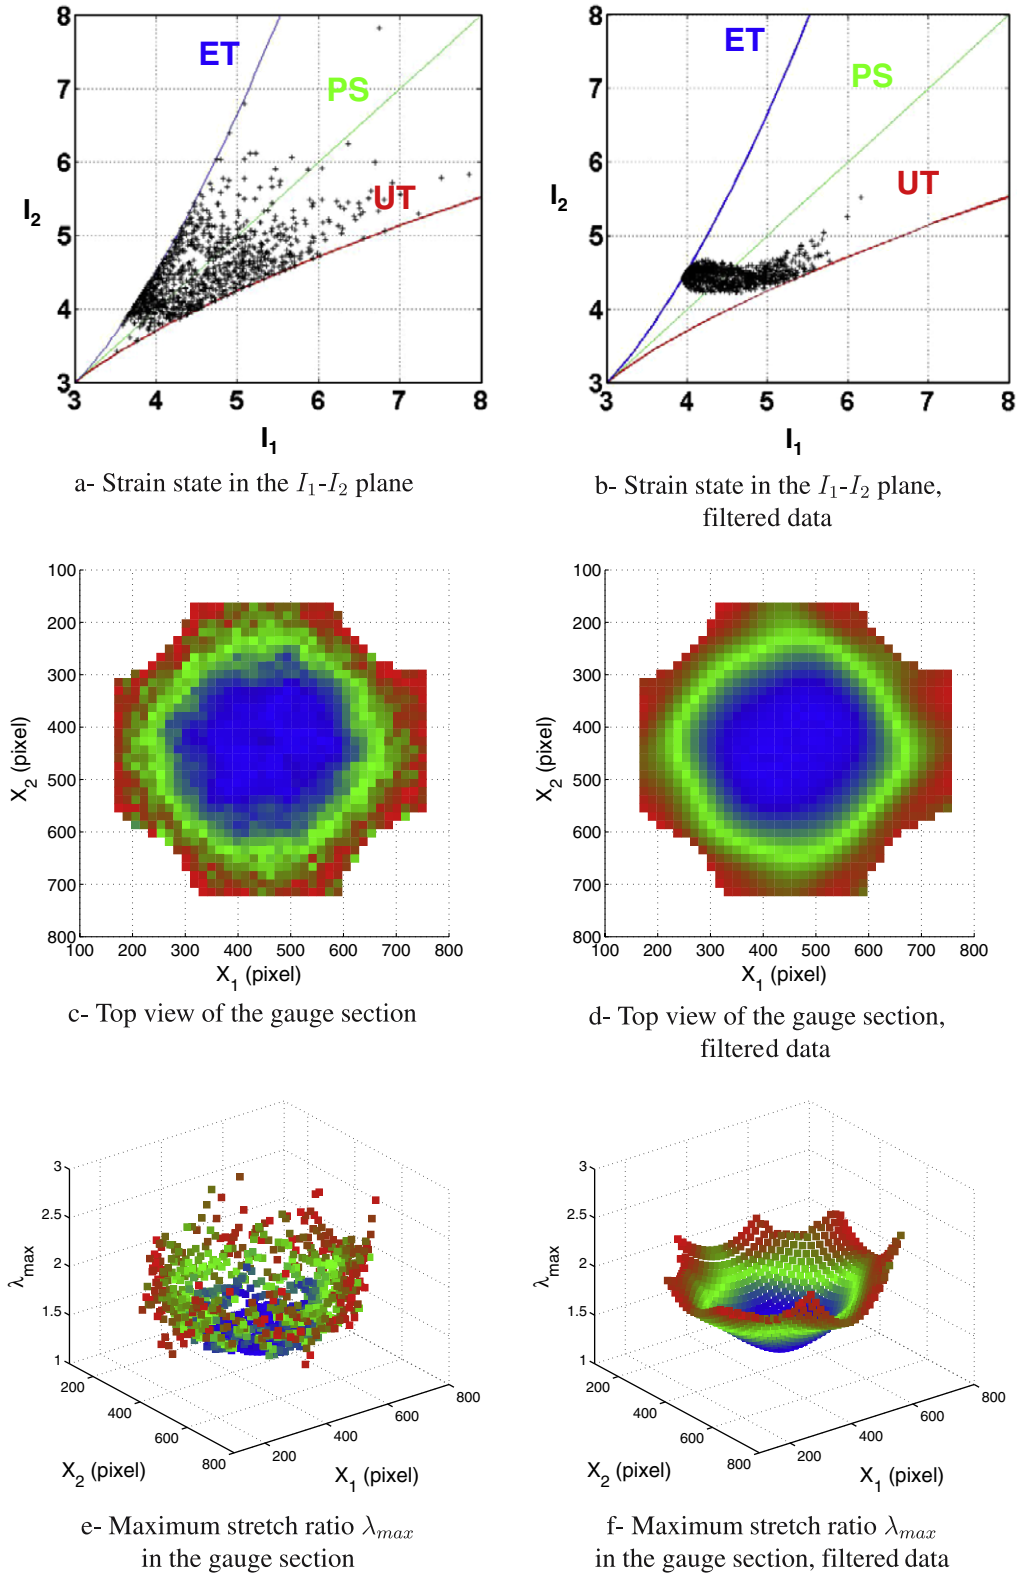 8
7
6
5
4
3
I2
ET
PS
UT
3 4 5 6 7 8
I1
a- Strain state in the I1-I2 plane
8
7
6
5
4
3
I2
ET
PS
UT
3 4 5 6 7 8
I1
b- Strain state in the I1-I2 plane,
filtered data
100
200
300
400
500
600
700
800
X2 (pixel)
100 200 300 400 500 600 700 800
X1 (pixel)
c- Top view of the gauge section
100
200
300
400
500
600
700
800
X2 (pixel)
100 200 300 400 500 600 700 800
X1 (pixel)
d- Top view of the gauge section,
filtered data
3
2.5
2
1.5
1
λmax
200
400
600
800
X2 (pixel)
200
400
600
800
X1 (pixel)
e- Maximum stretch ratio λmax
in the gauge section
3
2.5
2
1.5
1
λmax
200
400
600
800
X2 (pixel)
200
400
600
800
X1 (pixel)
f- Maximum stretch ratio λmax
in the gauge section, filtered data